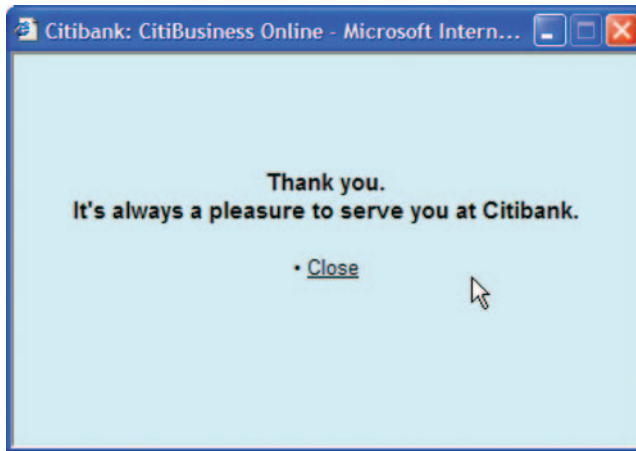 Citibank: CitiBusiness Online - Microsoft Intern...
Thank you.
It's always a pleasure to serve you at Citibank.
• Close